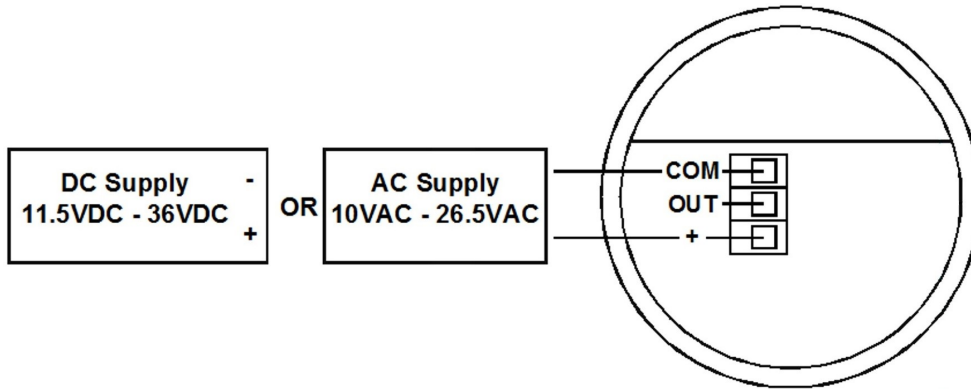 DC Supply -
11.5VDC - 36VDC
+
OR
AC Supply
10VAC - 26.5VAC
COM
OUT
+